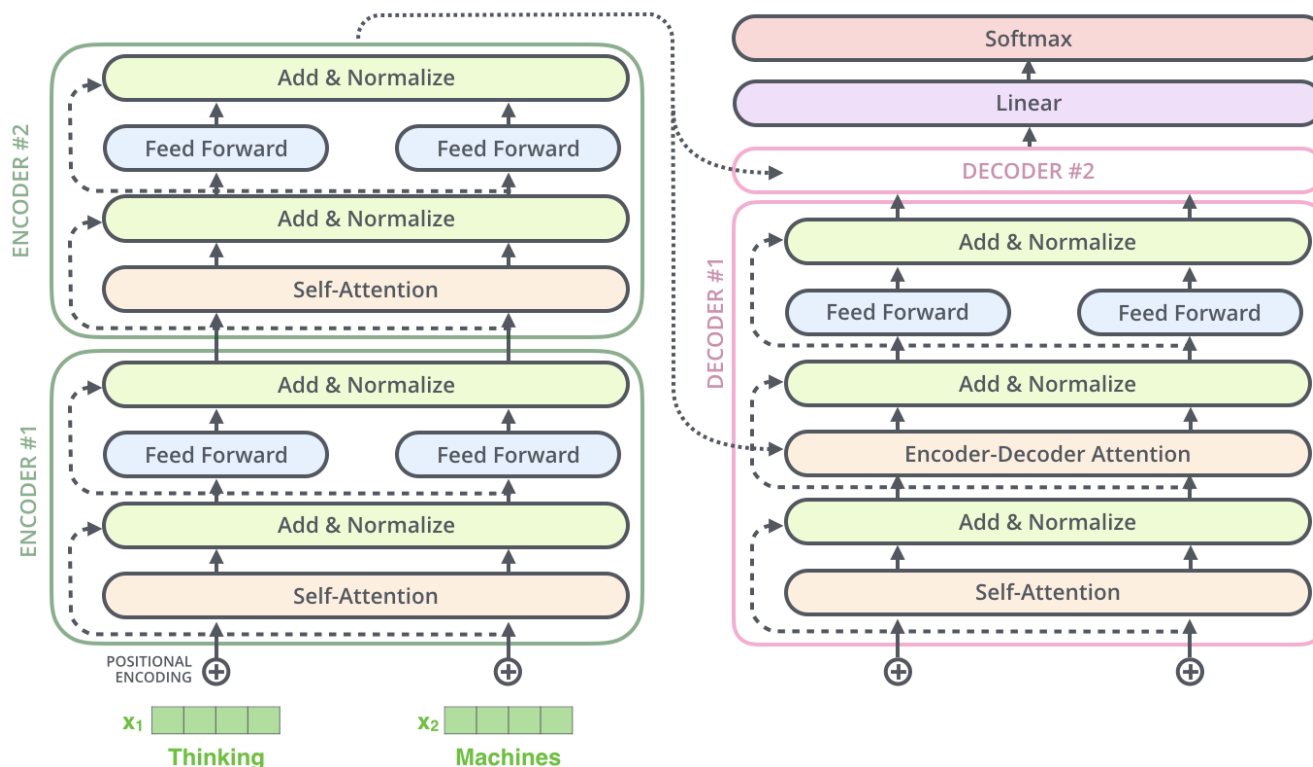 ENCODER #2
Add & Normalize
Feed Forward Feed Forward
Add & Normalize
Self-Attention
ENCODER #1
Add & Normalize
Feed Forward Feed Forward
Add & Normalize
Self-Attention
POSITIONAL
ENCODING
x1 x2
Thinking Machines
Softmax
Linear
DECODER #2
DECODER #1
Add & Normalize
Feed Forward Feed Forward
Add & Normalize
Encoder-Decoder Attention
Add & Normalize
Self-Attention